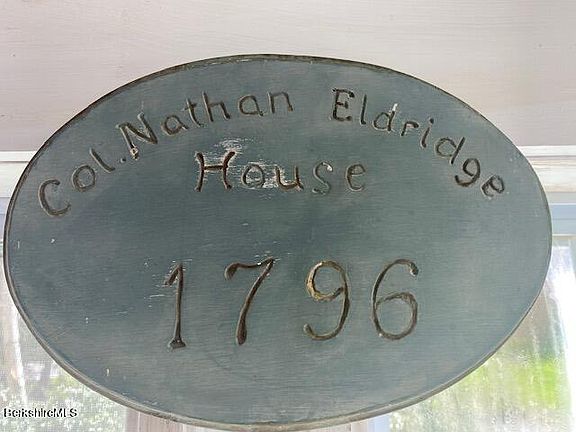 Col. Nathan Eldridge
House
1796
BerkshireMLS